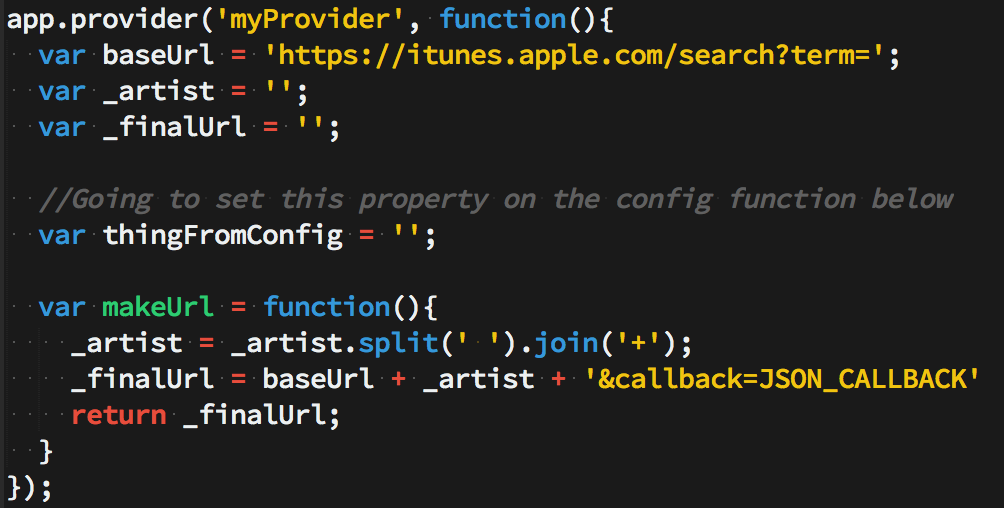 app.provider('myProvider', function(){
  var baseUrl = 'https://itunes.apple.com/search?term=';
  var _artist = '';
  var _finalUrl = '';

  //Going to set this property on the config function below
  var thingFromConfig = '';

  var makeUrl = function(){
    _artist = _artist.split(' ').join('+');
    _finalUrl = baseUrl + _artist + '&callback=JSON_CALLBACK'
    return _finalUrl;
  }
});